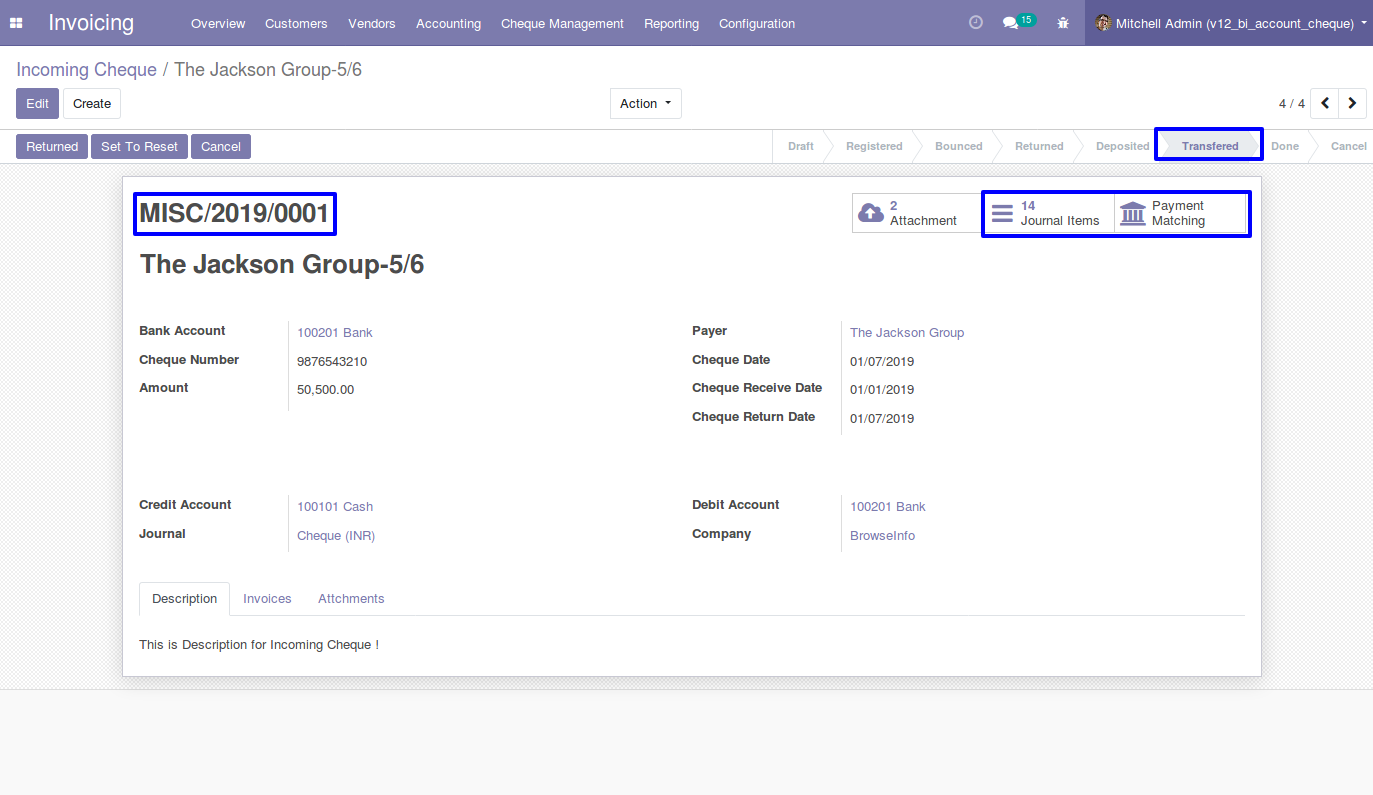 Invoicing Overview Customers Vendors Accounting Cheque Management Reporting Configuration 15 Mitchell Admin (v12_bi_account_cheque)
Incoming Cheque / The Jackson Group-5/6
Edit Create Action 4 / 4
Returned Set To Reset Cancel Draft Registered Bounced Returned Deposited Transfered Done Cancel
MISC/2019/0001
2 Attachment
14 Journal Items
Payment Matching
The Jackson Group-5/6
Bank Account 100201 Bank
Cheque Number 9876543210
Amount 50,500.00
Payer The Jackson Group
Cheque Date 01/07/2019
Cheque Receive Date 01/01/2019
Cheque Return Date 01/07/2019
Credit Account 100101 Cash
Journal Cheque (INR)
Debit Account 100201 Bank
Company BrowseInfo
Description Invoices Attchments
This is Description for Incoming Cheque !